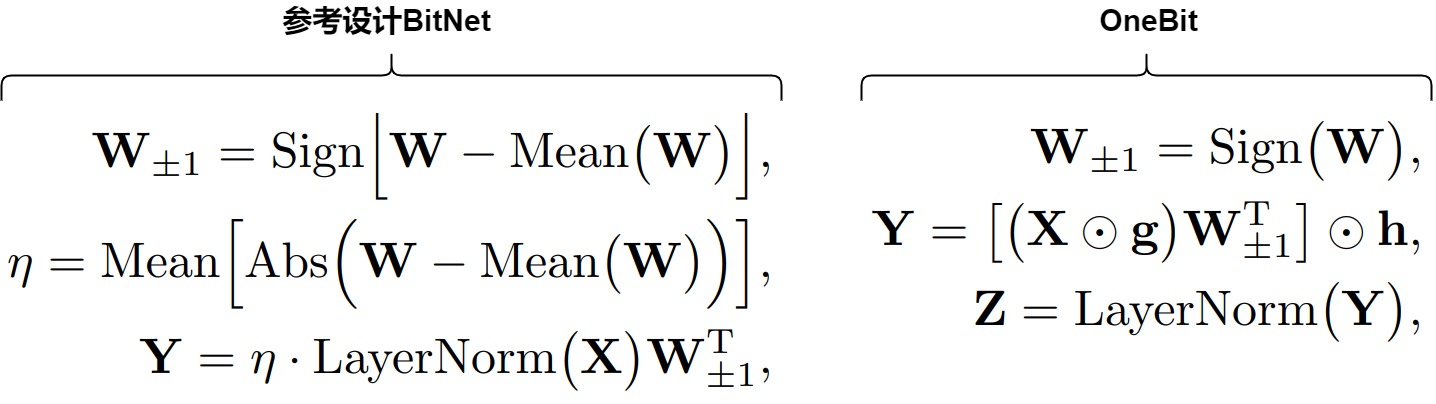 参考设计BitNet
W±1 = Sign⌊W − Mean(W)⌋,
η = Mean[Abs(W − Mean(W))],
Y = η · LayerNorm(X)W±1^T,
OneBit
W±1 = Sign(W),
Y = [(X ⊙ g)W±1^T] ⊙ h,
Z = LayerNorm(Y),